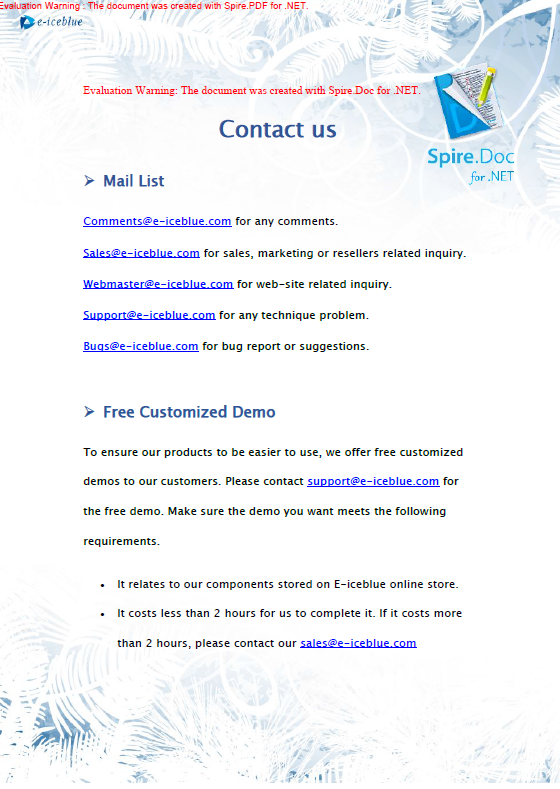 Evaluation Warning : The document was created with Spire.PDF for .NET.
e-iceblue
Evaluation Warning: The document was created with Spire.Doc for .NET.
Contact us
Spire.Doc
for .NET
➢ Mail List
Comments@e-iceblue.com for any comments.
Sales@e-iceblue.com for sales, marketing or resellers related inquiry.
Webmaster@e-iceblue.com for web-site related inquiry.
Support@e-iceblue.com for any technique problem.
Bugs@e-iceblue.com for bug report or suggestions.
➢ Free Customized Demo
To ensure our products to be easier to use, we offer free customized
demos to our customers. Please contact support@e-iceblue.com for
the free demo. Make sure the demo you want meets the following
requirements.
• It relates to our components stored on E-iceblue online store.
• It costs less than 2 hours for us to complete it. If it costs more
than 2 hours, please contact our sales@e-iceblue.com